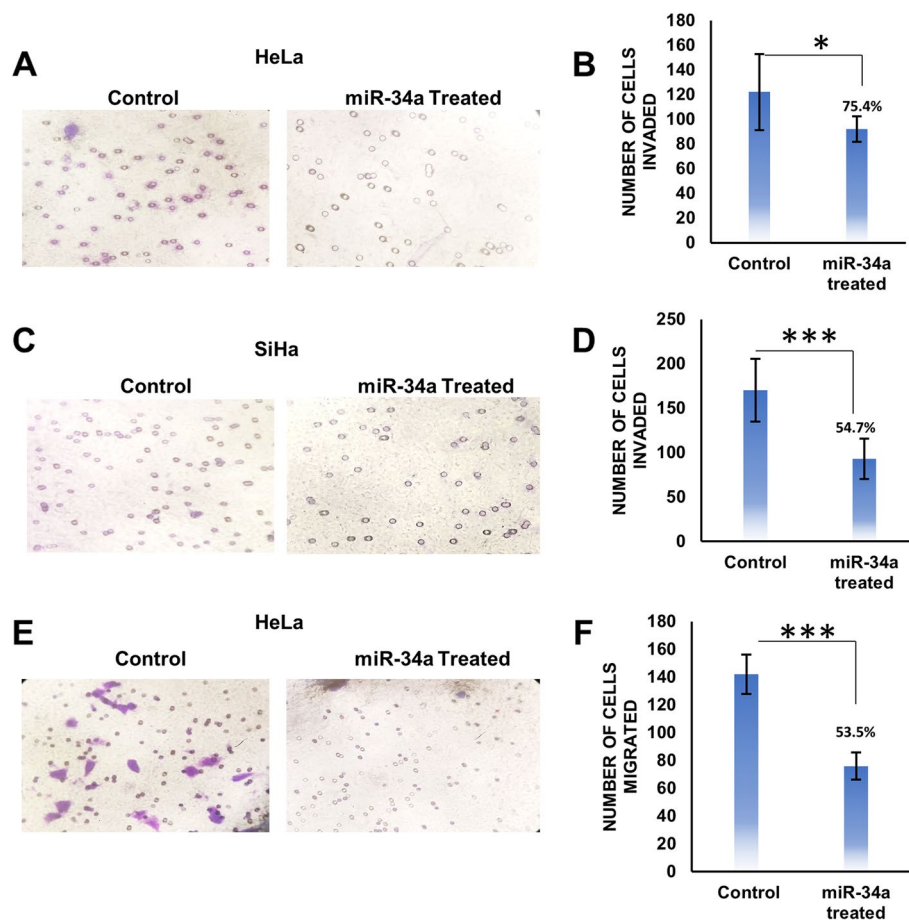 A
HeLa
Control
miR-34a Treated
B
NUMBER OF CELLS
INVADED
180
160
140
120
100
80
60
40
20
0
*
75.4%
Control
miR-34a
treated
C
SiHa
Control
miR-34a Treated
D
NUMBER OF CELLS
INVADED
250
200
150
100
50
0
***
54.7%
Control
miR-34a
treated
E
HeLa
Control
miR-34a Treated
F
NUMBER OF CELLS
MIGRATED
180
160
140
120
100
80
60
40
20
0
***
53.5%
Control
miR-34a
treated